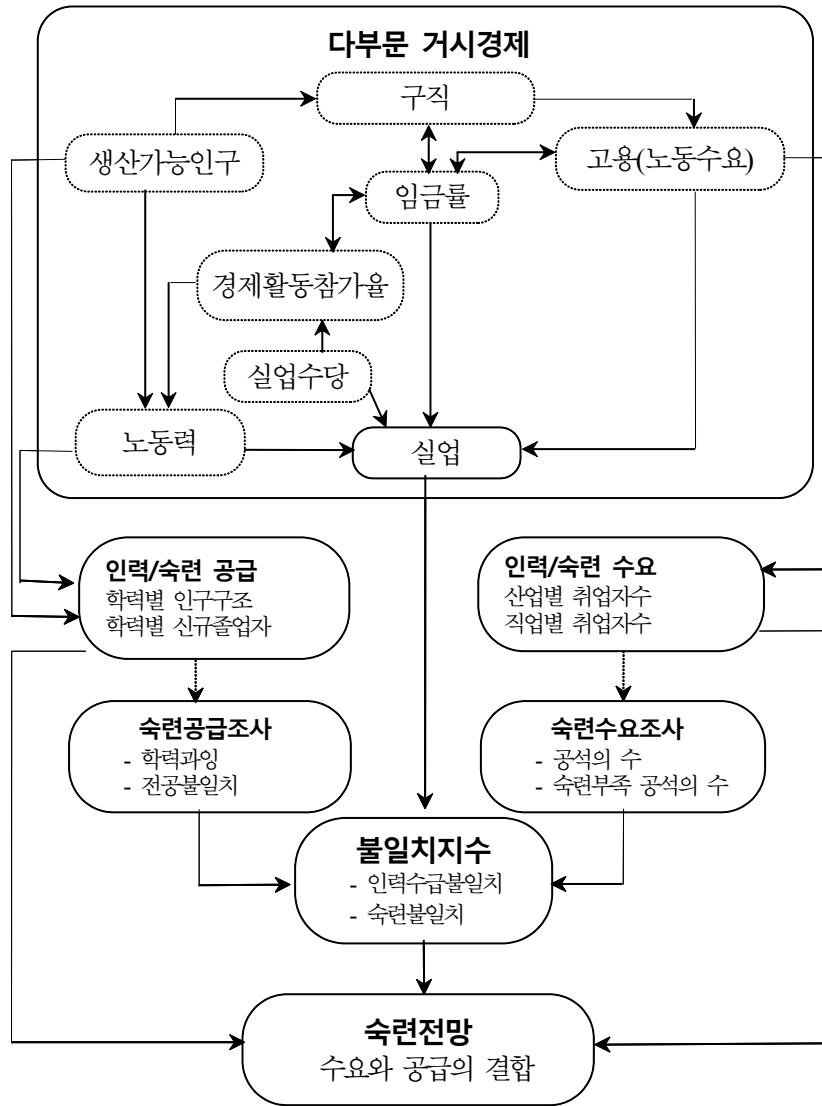 다부문 거시경제
구직
생산가능인구
고용(노동수요)
임금률
경제활동참가율
실업수당
노동력
실업
인력/숙련 공급
학력별 인구구조
학력별 신규졸업자
인력/숙련 수요
산업별 취업자수
직업별 취업자수
숙련공급조사
- 학력과잉
- 전공불일치
숙련수요조사
- 공석의 수
- 숙련부족 공석의 수
불일치지수
- 인력수급불일치
- 숙련불일치
숙련전망
수요와 공급의 결합